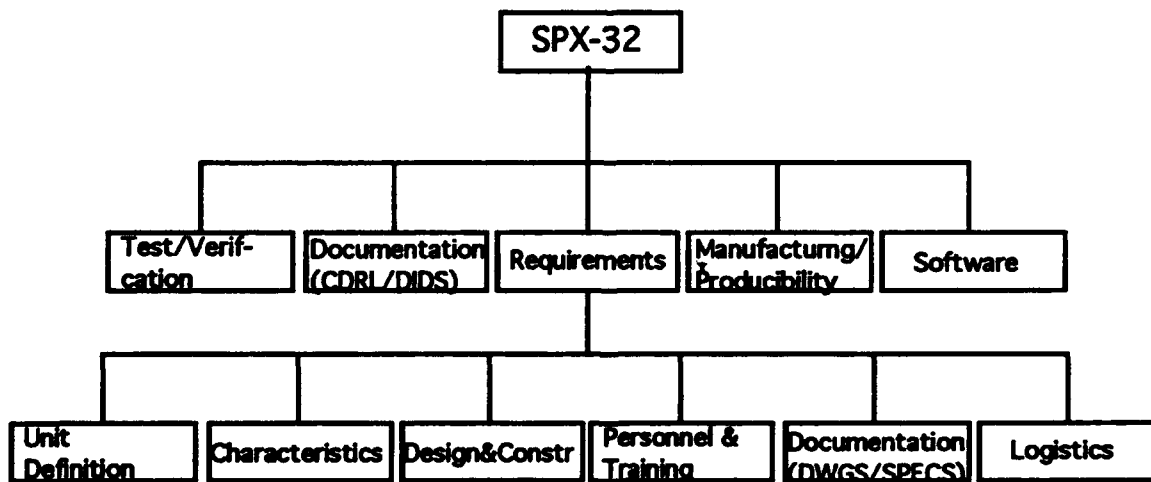 SPX-32
Test/Verif-
cation
Documentation
(CDRL/DIDS)
Requirements
Manufacturng/
Producibility
Software
Unit
Definition
Characteristics
Design&Constr
Personnel &
Training
Documentation
(DWGS/SPECS)
Logistics